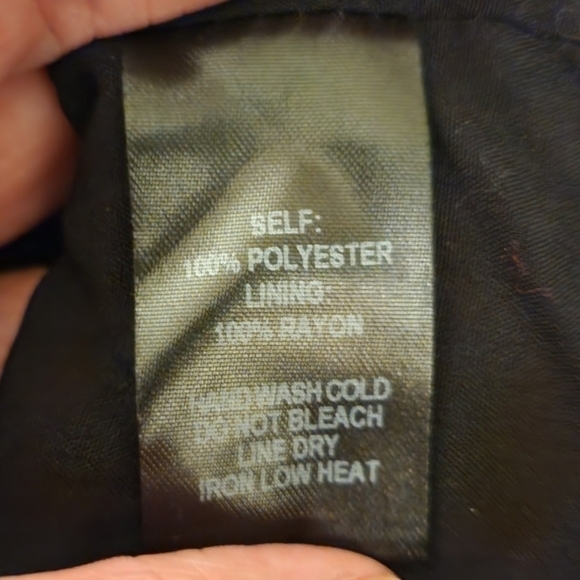 SELF:
100% POLYESTER
LINING:
100% RAYON
HAND WASH COLD
DO NOT BLEACH
LINE DRY
IRON LOW HEAT